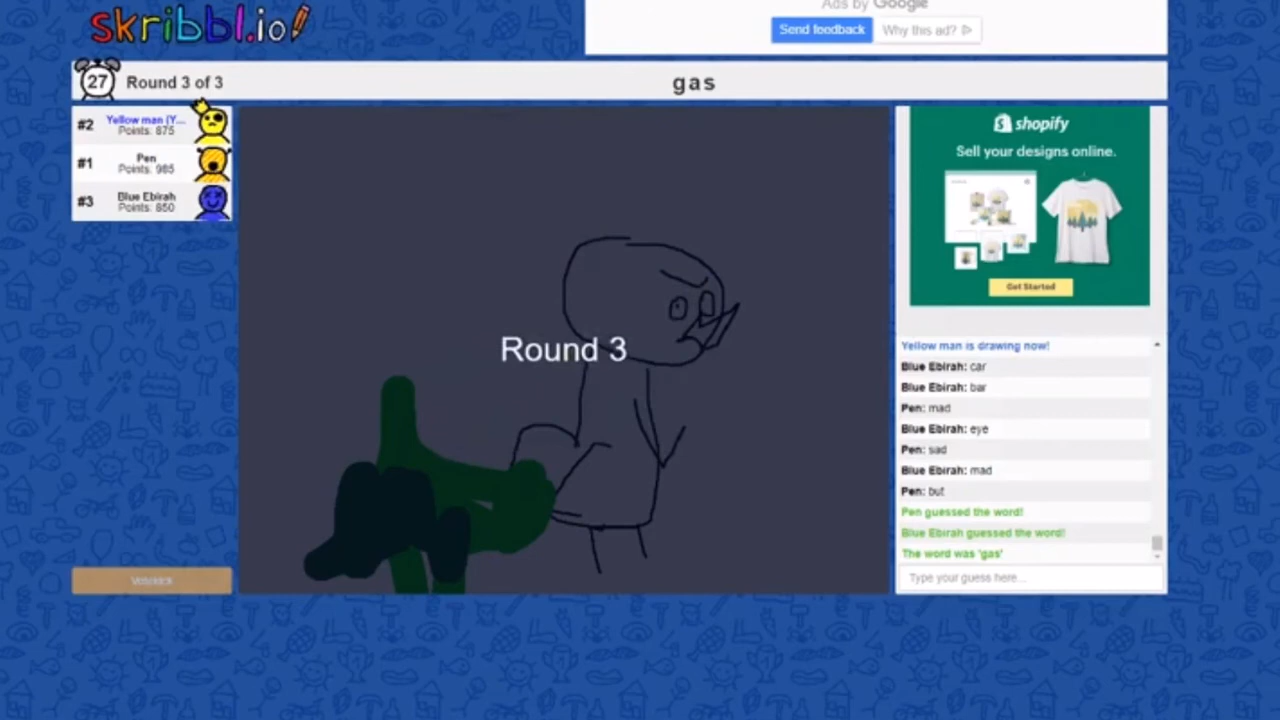 skribbl.io
Ads by Google
Send feedback
Why this ad?
27
Round 3 of 3
gas
#2
Yellow man (Y...
Points: 875
#1
Pen
Points: 985
#3
Blue Ebirah
Points: 850
Round 3
shopify
Sell your designs online.
Get Started
Yellow man is drawing now!
Blue Ebirah: car
Blue Ebirah: bar
Pen: mad
Blue Ebirah: eye
Pen: sad
Blue Ebirah: mad
Pen: but
Pen guessed the word!
Blue Ebirah guessed the word!
The word was 'gas'
Type your guess here...
Votekick